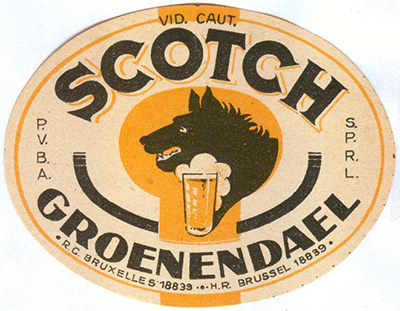 VID. CAUT.
SCOTCH
P.V.B.A.
S.P.R.L.
GROENENDAEL
·R.C. BRUXELLES 18839 ·•· H.R. BRUSSEL 18839·